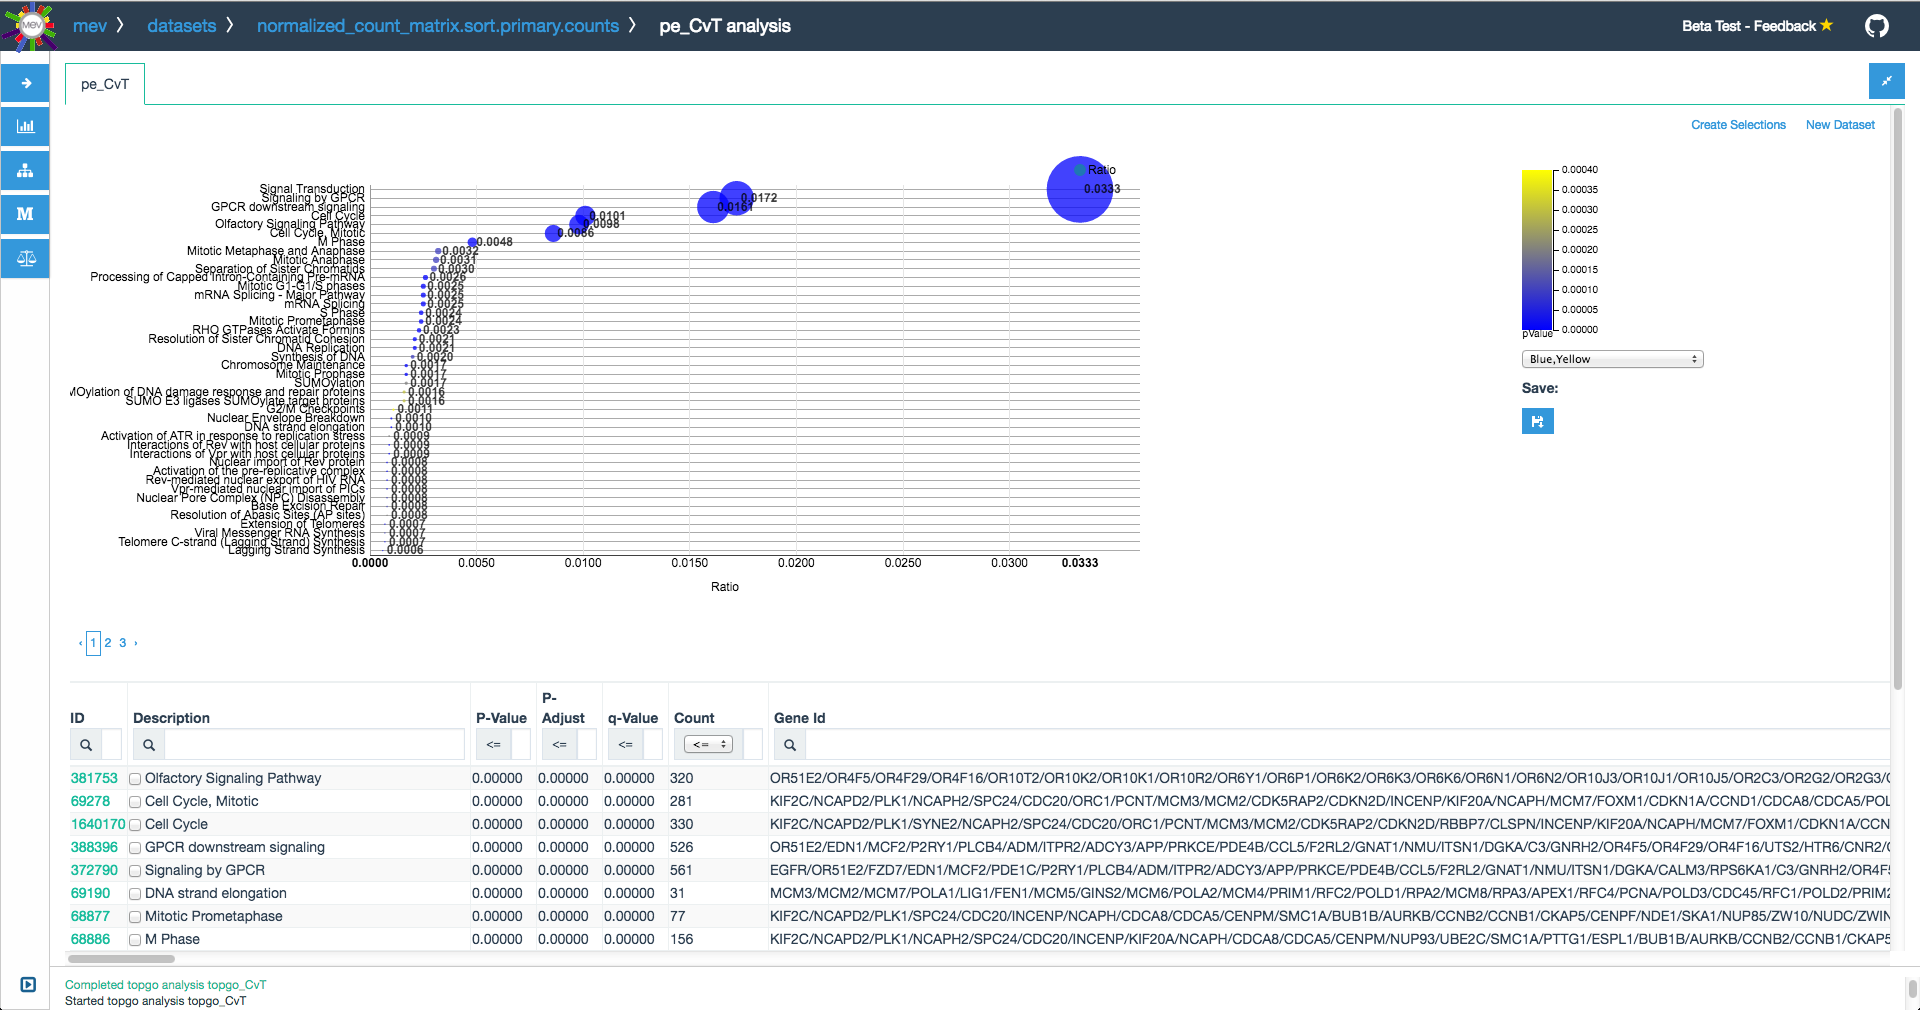 mev
mev
datasets
normalized_count_matrix.sort.primary.counts
pe_CvT analysis
Beta Test - Feedback
pe_CvT
Create Selections
New Dataset
Ratio
Signal Transduction 0.0333
Signaling by GPCR 0.0172
GPCR downstream signaling 0.0161
Cell Cycle 0.0101
Olfactory Signaling Pathway 0.0098
Cell Cycle, Mitotic 0.0086
M Phase 0.0048
Mitotic Metaphase and Anaphase 0.0032
Mitotic Anaphase 0.0031
Separation of Sister Chromatids 0.0030
Processing of Capped Intron-Containing Pre-mRNA 0.0026
Mitotic G1-G1/S phases 0.0025
mRNA Splicing - Major Pathway 0.0025
mRNA Splicing 0.0025
S Phase 0.0024
Mitotic Prometaphase 0.0024
RHO GTPases Activate Formins 0.0023
Resolution of Sister Chromatid Cohesion 0.0021
DNA Replication 0.0021
Synthesis of DNA 0.0020
Chromosome Maintenance 0.0017
Mitotic Prophase 0.0017
SUMOylation 0.0017
MOylation of DNA damage response and repair proteins 0.0016
SUMO E3 ligases SUMOylate target proteins 0.0016
G2/M Checkpoints 0.0011
Nuclear Envelope Breakdown 0.0010
DNA strand elongation 0.0010
Activation of ATR in response to replication stress 0.0009
Interactions of Rev with host cellular proteins 0.0009
Interactions of Vpr with host cellular proteins 0.0009
Nuclear import of Rev protein 0.0008
Activation of the pre-replicative complex 0.0008
Rev-mediated nuclear export of HIV RNA 0.0008
Vpr-mediated nuclear import of PICs 0.0008
Nuclear Pore Complex (NPC) Disassembly 0.0008
Base Excision Repair 0.0008
Resolution of Abasic Sites (AP sites) 0.0008
Extension of Telomeres 0.0007
Viral Messenger RNA Synthesis 0.0007
Telomere C-strand (Lagging Strand) Synthesis 0.0007
Lagging Strand Synthesis 0.0006
0.0000 0.0050 0.0100 0.0150 0.0200 0.0250 0.0300 0.0333
Ratio
0.00040
0.00035
0.00030
0.00025
0.00020
0.00015
0.00010
0.00005
0.00000
pValue
Blue,Yellow
Save:
M
‹ 1 2 3 ›
ID Description P-Value P-Adjust q-Value Count Gene Id
<= <= <= <=
381753 Olfactory Signaling Pathway 0.00000 0.00000 0.00000 320 OR51E2/OR4F5/OR4F29/OR4F16/OR10T2/OR10K2/OR10K1/OR10R2/OR6Y1/OR6P1/OR6K2/OR6K3/OR6K6/OR6N1/OR6N2/OR10J3/OR10J1/OR10J5/OR2C3/OR2G2/OR2G3/
69278 Cell Cycle, Mitotic 0.00000 0.00000 0.00000 281 KIF2C/NCAPD2/PLK1/NCAPH2/SPC24/CDC20/ORC1/PCNT/MCM3/MCM2/CDK5RAP2/CDKN2D/INCENP/KIF20A/NCAPH/MCM7/FOXM1/CDKN1A/CCND1/CDCA8/CDCA5/POL
1640170 Cell Cycle 0.00000 0.00000 0.00000 330 KIF2C/NCAPD2/PLK1/SYNE2/NCAPH2/SPC24/CDC20/ORC1/PCNT/MCM3/MCM2/CDK5RAP2/CDKN2D/RBBP7/CLSPN/INCENP/KIF20A/NCAPH/MCM7/FOXM1/CDKN1A/CCN
388396 GPCR downstream signaling 0.00000 0.00000 0.00000 526 OR51E2/EDN1/MCF2/P2RY1/PLCB4/ADM/ITPR2/ADCY3/APP/PRKCE/PDE4B/CCL5/F2RL2/GNAT1/NMU/ITSN1/DGKA/C3/GNRH2/OR4F5/OR4F29/OR4F16/UTS2/HTR6/CNR2/
372790 Signaling by GPCR 0.00000 0.00000 0.00000 561 EGFR/OR51E2/FZD7/EDN1/MCF2/PDE1C/P2RY1/PLCB4/ADM/ITPR2/ADCY3/APP/PRKCE/PDE4B/CCL5/F2RL2/GNAT1/NMU/ITSN1/DGKA/CALM3/RPS6KA1/C3/GNRH2/OR4F
69190 DNA strand elongation 0.00000 0.00000 0.00000 31 MCM3/MCM2/MCM7/POLA1/LIG1/FEN1/MCM5/GINS2/MCM6/POLA2/MCM4/PRIM1/RFC2/POLD1/RPA2/MCM8/RPA3/APEX1/RFC4/PCNA/POLD3/CDC45/RFC1/POLD2/PRIM2
68877 Mitotic Prometaphase 0.00000 0.00000 0.00000 77 KIF2C/NCAPD2/PLK1/SPC24/CDC20/INCENP/NCAPH/CDCA8/CDCA5/CENPM/SMC1A/BUB1B/AURKB/CCNB2/CCNB1/CKAP5/CENPF/NDE1/SKA1/NUP85/ZW10/NUDC/ZWIN
68886 M Phase 0.00000 0.00000 0.00000 156 KIF2C/NCAPD2/PLK1/NCAPH2/SPC24/CDC20/INCENP/KIF20A/NCAPH/CDCA8/CDCA5/CENPM/NUP93/UBE2C/SMC1A/PTTG1/ESPL1/BUB1B/AURKB/CCNB2/CCNB1/CKAP5
Completed topgo analysis topgo_CvT
Started topgo analysis topgo_CvT